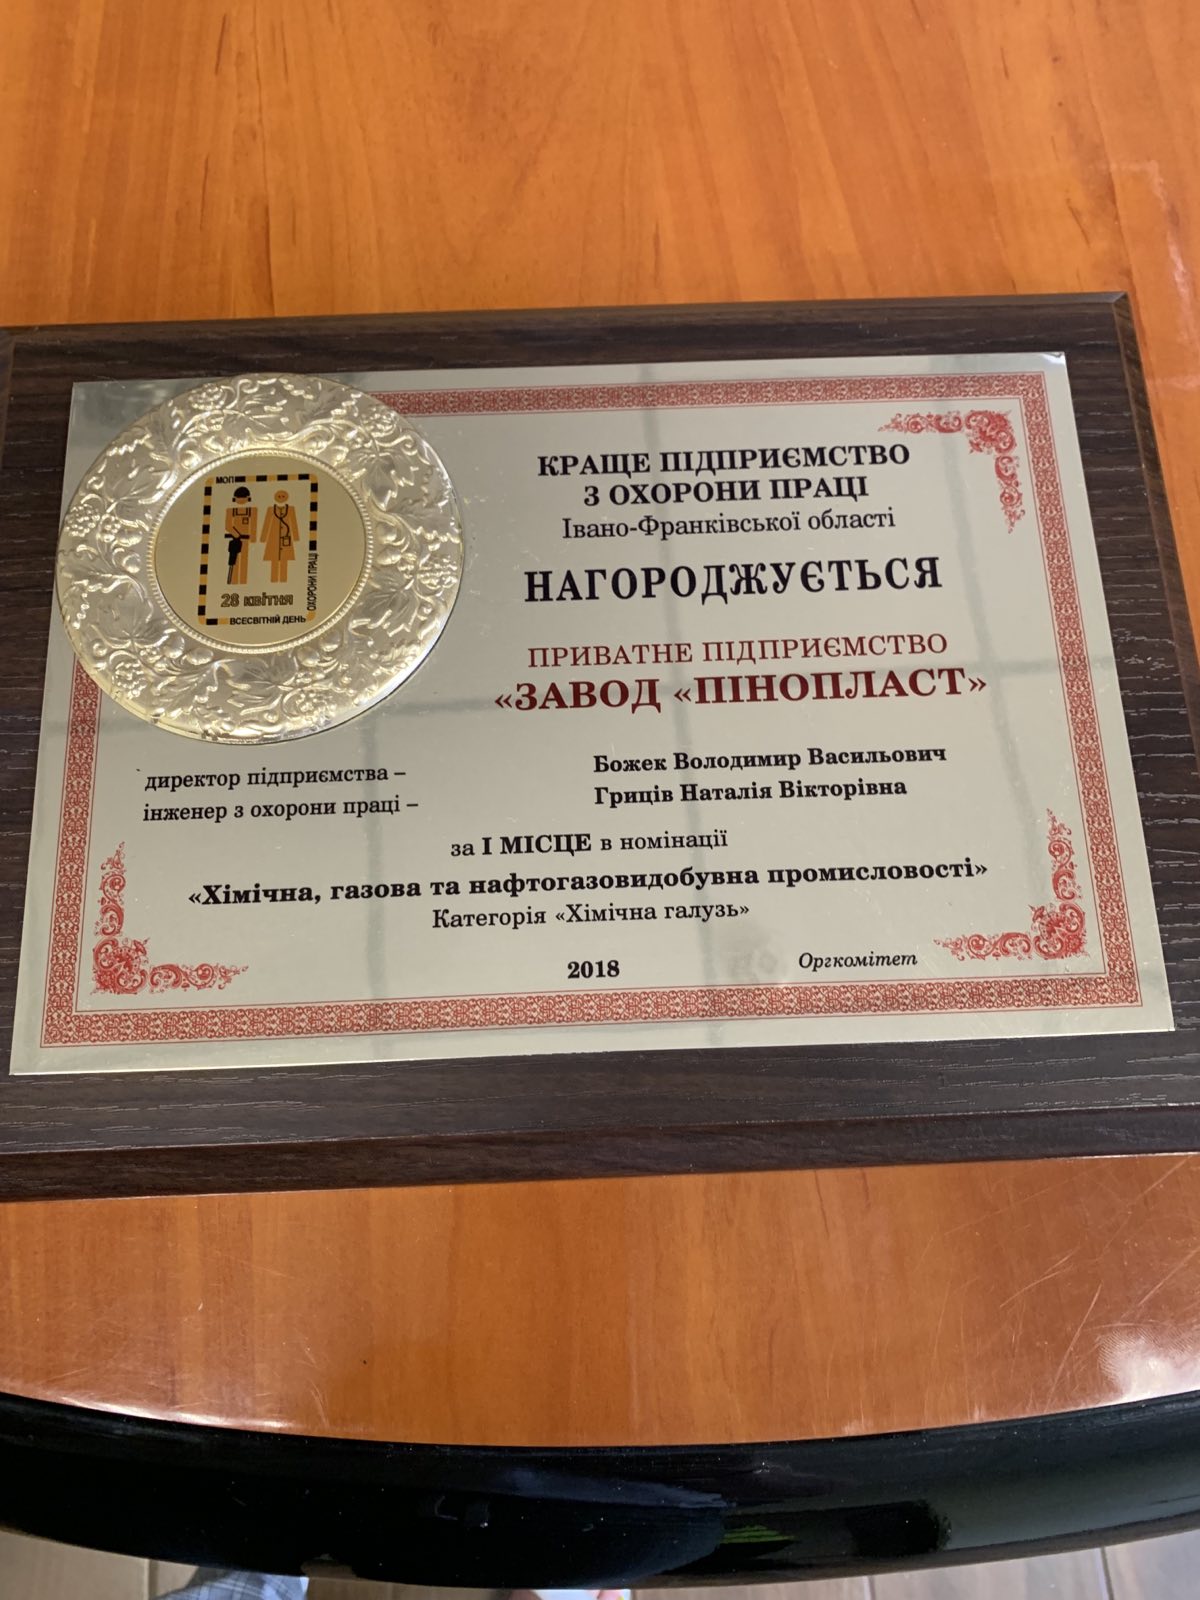 МОП
28 КВІТНЯ
ВСЕСВІТНІЙ ДЕНЬ
ОХОРОНИ ПРАЦІ
КРАЩЕ ПІДПРИЄМСТВО
З ОХОРОНИ ПРАЦІ
Івано-Франківської області
НАГОРОДЖУЄТЬСЯ
ПРИВАТНЕ ПІДПРИЄМСТВО
«ЗАВОД «ПІНОПЛАСТ»
директор підприємства – Божек Володимир Васильович
інженер з охорони праці – Гриців Наталія Вікторівна
за І МІСЦЕ в номінації
«Хімічна, газова та нафтогазовидобувна промисловості»
Категорія «Хімічна галузь»
2018 Оргкомітет